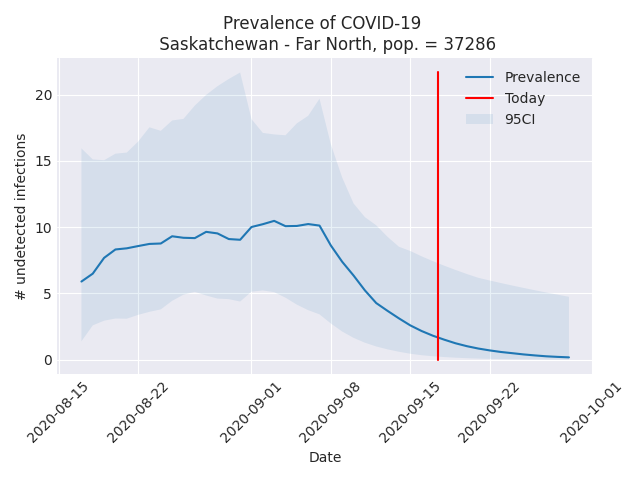 Prevalence of COVID-19
Saskatchewan - Far North, pop. = 37286
Prevalence
Today
95CI
# undetected infections
20
15
10
5
0
2020-08-15
2020-08-22
2020-09-01
2020-09-08
2020-09-15
2020-09-22
2020-10-01
Date